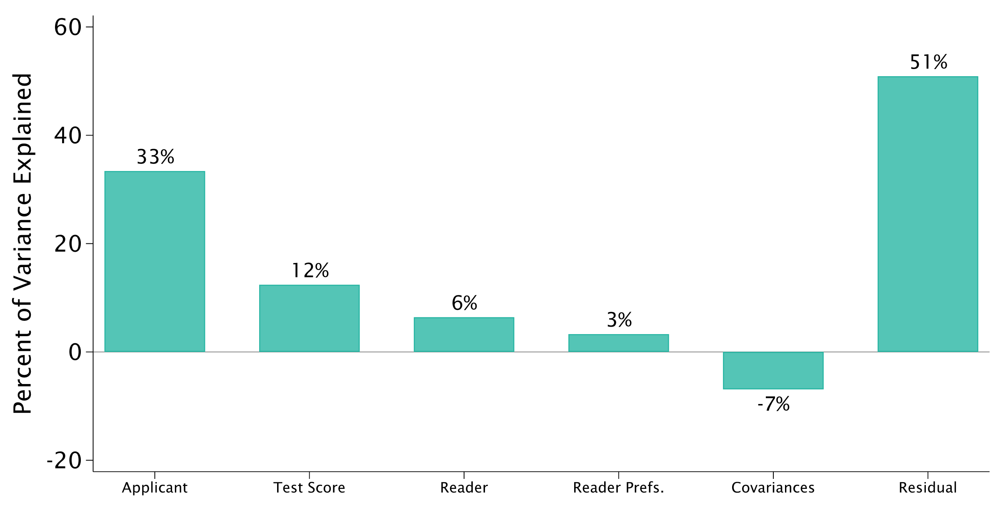 Percent of Variance Explained
60
40
20
0
-20
33%
12%
6%
3%
-7%
51%
Applicant
Test Score
Reader
Reader Prefs.
Covariances
Residual